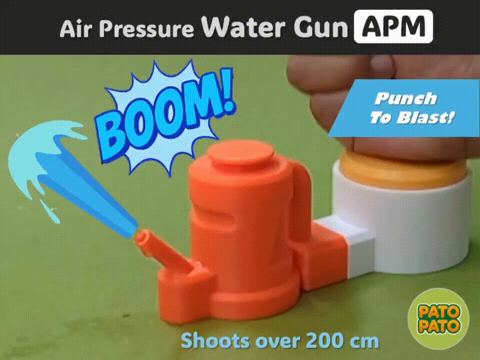 Air Pressure Water Gun APM
BOOM!
Punch
To Blast!
Shoots over 200 cm
PATO
PATO